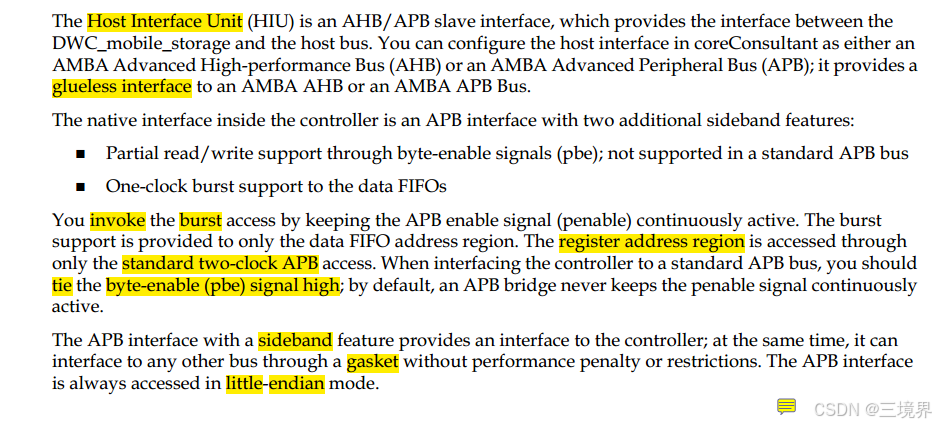 The Host Interface Unit (HIU) is an AHB/APB slave interface, which provides the interface between the
DWC_mobile_storage and the host bus. You can configure the host interface in coreConsultant as either an
AMBA Advanced High-performance Bus (AHB) or an AMBA Advanced Peripheral Bus (APB); it provides a
glueless interface to an AMBA AHB or an AMBA APB Bus.
The native interface inside the controller is an APB interface with two additional sideband features:
■ Partial read/write support through byte-enable signals (pbe); not supported in a standard APB bus
■ One-clock burst support to the data FIFOs
You invoke the burst access by keeping the APB enable signal (penable) continuously active. The burst
support is provided to only the data FIFO address region. The register address region is accessed through
only the standard two-clock APB access. When interfacing the controller to a standard APB bus, you should
tie the byte-enable (pbe) signal high; by default, an APB bridge never keeps the penable signal continuously
active.
The APB interface with a sideband feature provides an interface to the controller; at the same time, it can
interface to any other bus through a gasket without performance penalty or restrictions. The APB interface
is always accessed in little-endian mode.
CSDN @三境界